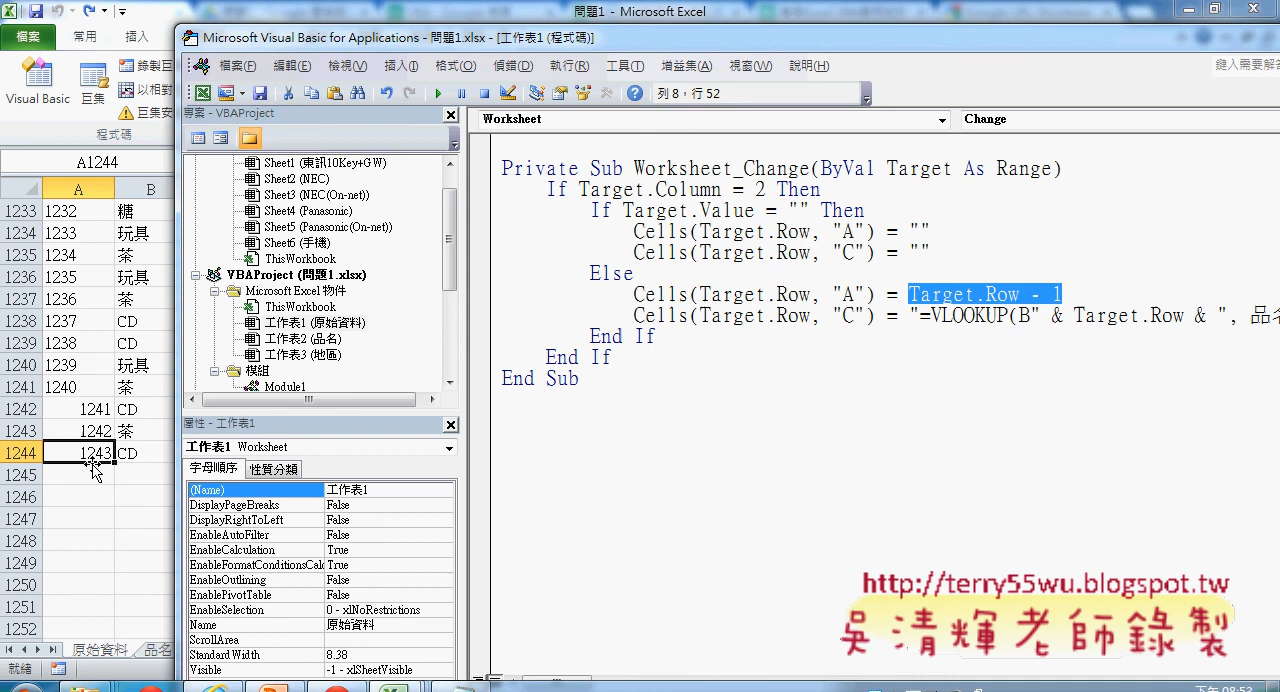 問題1 - Microsoft Excel
檔案 常用 插入
Visual Basic 巨集
巨集安
程式碼
A1244
A B
1233 1232 糖
1234 1233 玩具
1235 1234 茶
1236 1235 玩具
1237 1236 茶
1238 1237 CD
1239 1238 CD
1240 1239 玩具
1241 1240 茶
1242 1241 CD
1243 1242 茶
1244 1243 CD
1245
1246
1247
1248
1249
1250
1251
1252
原始資料 品名
就緒
Microsoft Visual Basic for Applications - 問題1.xlsx - [工作表1 (程式碼)]
檔案(F) 編輯(E) 檢視(V) 插入(I) 格式(O) 偵錯(D) 執行(R) 工具(T) 增益集(A) 視窗(W) 說明(H)
鍵入需要解答
列 8，行 52
專案 - VBAProject
Sheet1 (東訊10Key+GW)
Sheet2 (NEC)
Sheet3 (NEC(On-net))
Sheet4 (Panasonic)
Sheet5 (Panasonic(On-net))
Sheet6 (手機)
ThisWorkbook
VBAProject (問題1.xlsx)
Microsoft Excel 物件
ThisWorkbook
工作表1 (原始資料)
工作表2 (品名)
工作表3 (地區)
模組
Module1
屬性 - 工作表1
工作表1 Worksheet
字母順序 性質分類
(Name) 工作表1
DisplayPageBreaks False
DisplayRightToLeft False
EnableAutoFilter False
EnableCalculation True
EnableFormatConditionsCalc True
EnableOutlining False
EnablePivotTable False
EnableSelection 0 - xlNoRestrictions
Name 原始資料
ScrollArea
StandardWidth 8.38
Visible -1 - xlSheetVisible
Worksheet Change
Private Sub Worksheet_Change(ByVal Target As Range)
If Target.Column = 2 Then
If Target.Value = "" Then
Cells(Target.Row, "A") = ""
Cells(Target.Row, "C") = ""
Else
Cells(Target.Row, "A") = Target.Row - 1
Cells(Target.Row, "C") = "=VLOOKUP(B" & Target.Row & ", 品名
End If
End If
End Sub
http://terry55wu.blogspot.tw
吳清輝老師錄製
下午 08:53